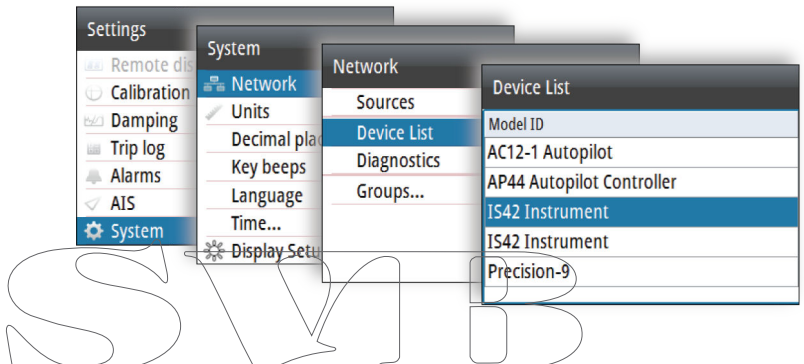 Settings
Remote dis
Calibration
Damping
Trip log
Alarms
AIS
System
System
Network
Units
Decimal plac
Key beeps
Language
Time...
Display Setu
Network
Sources
Device List
Diagnostics
Groups...
Device List
Model ID
AC12-1 Autopilot
AP44 Autopilot Controller
IS42 Instrument
IS42 Instrument
Precision-9
SVB